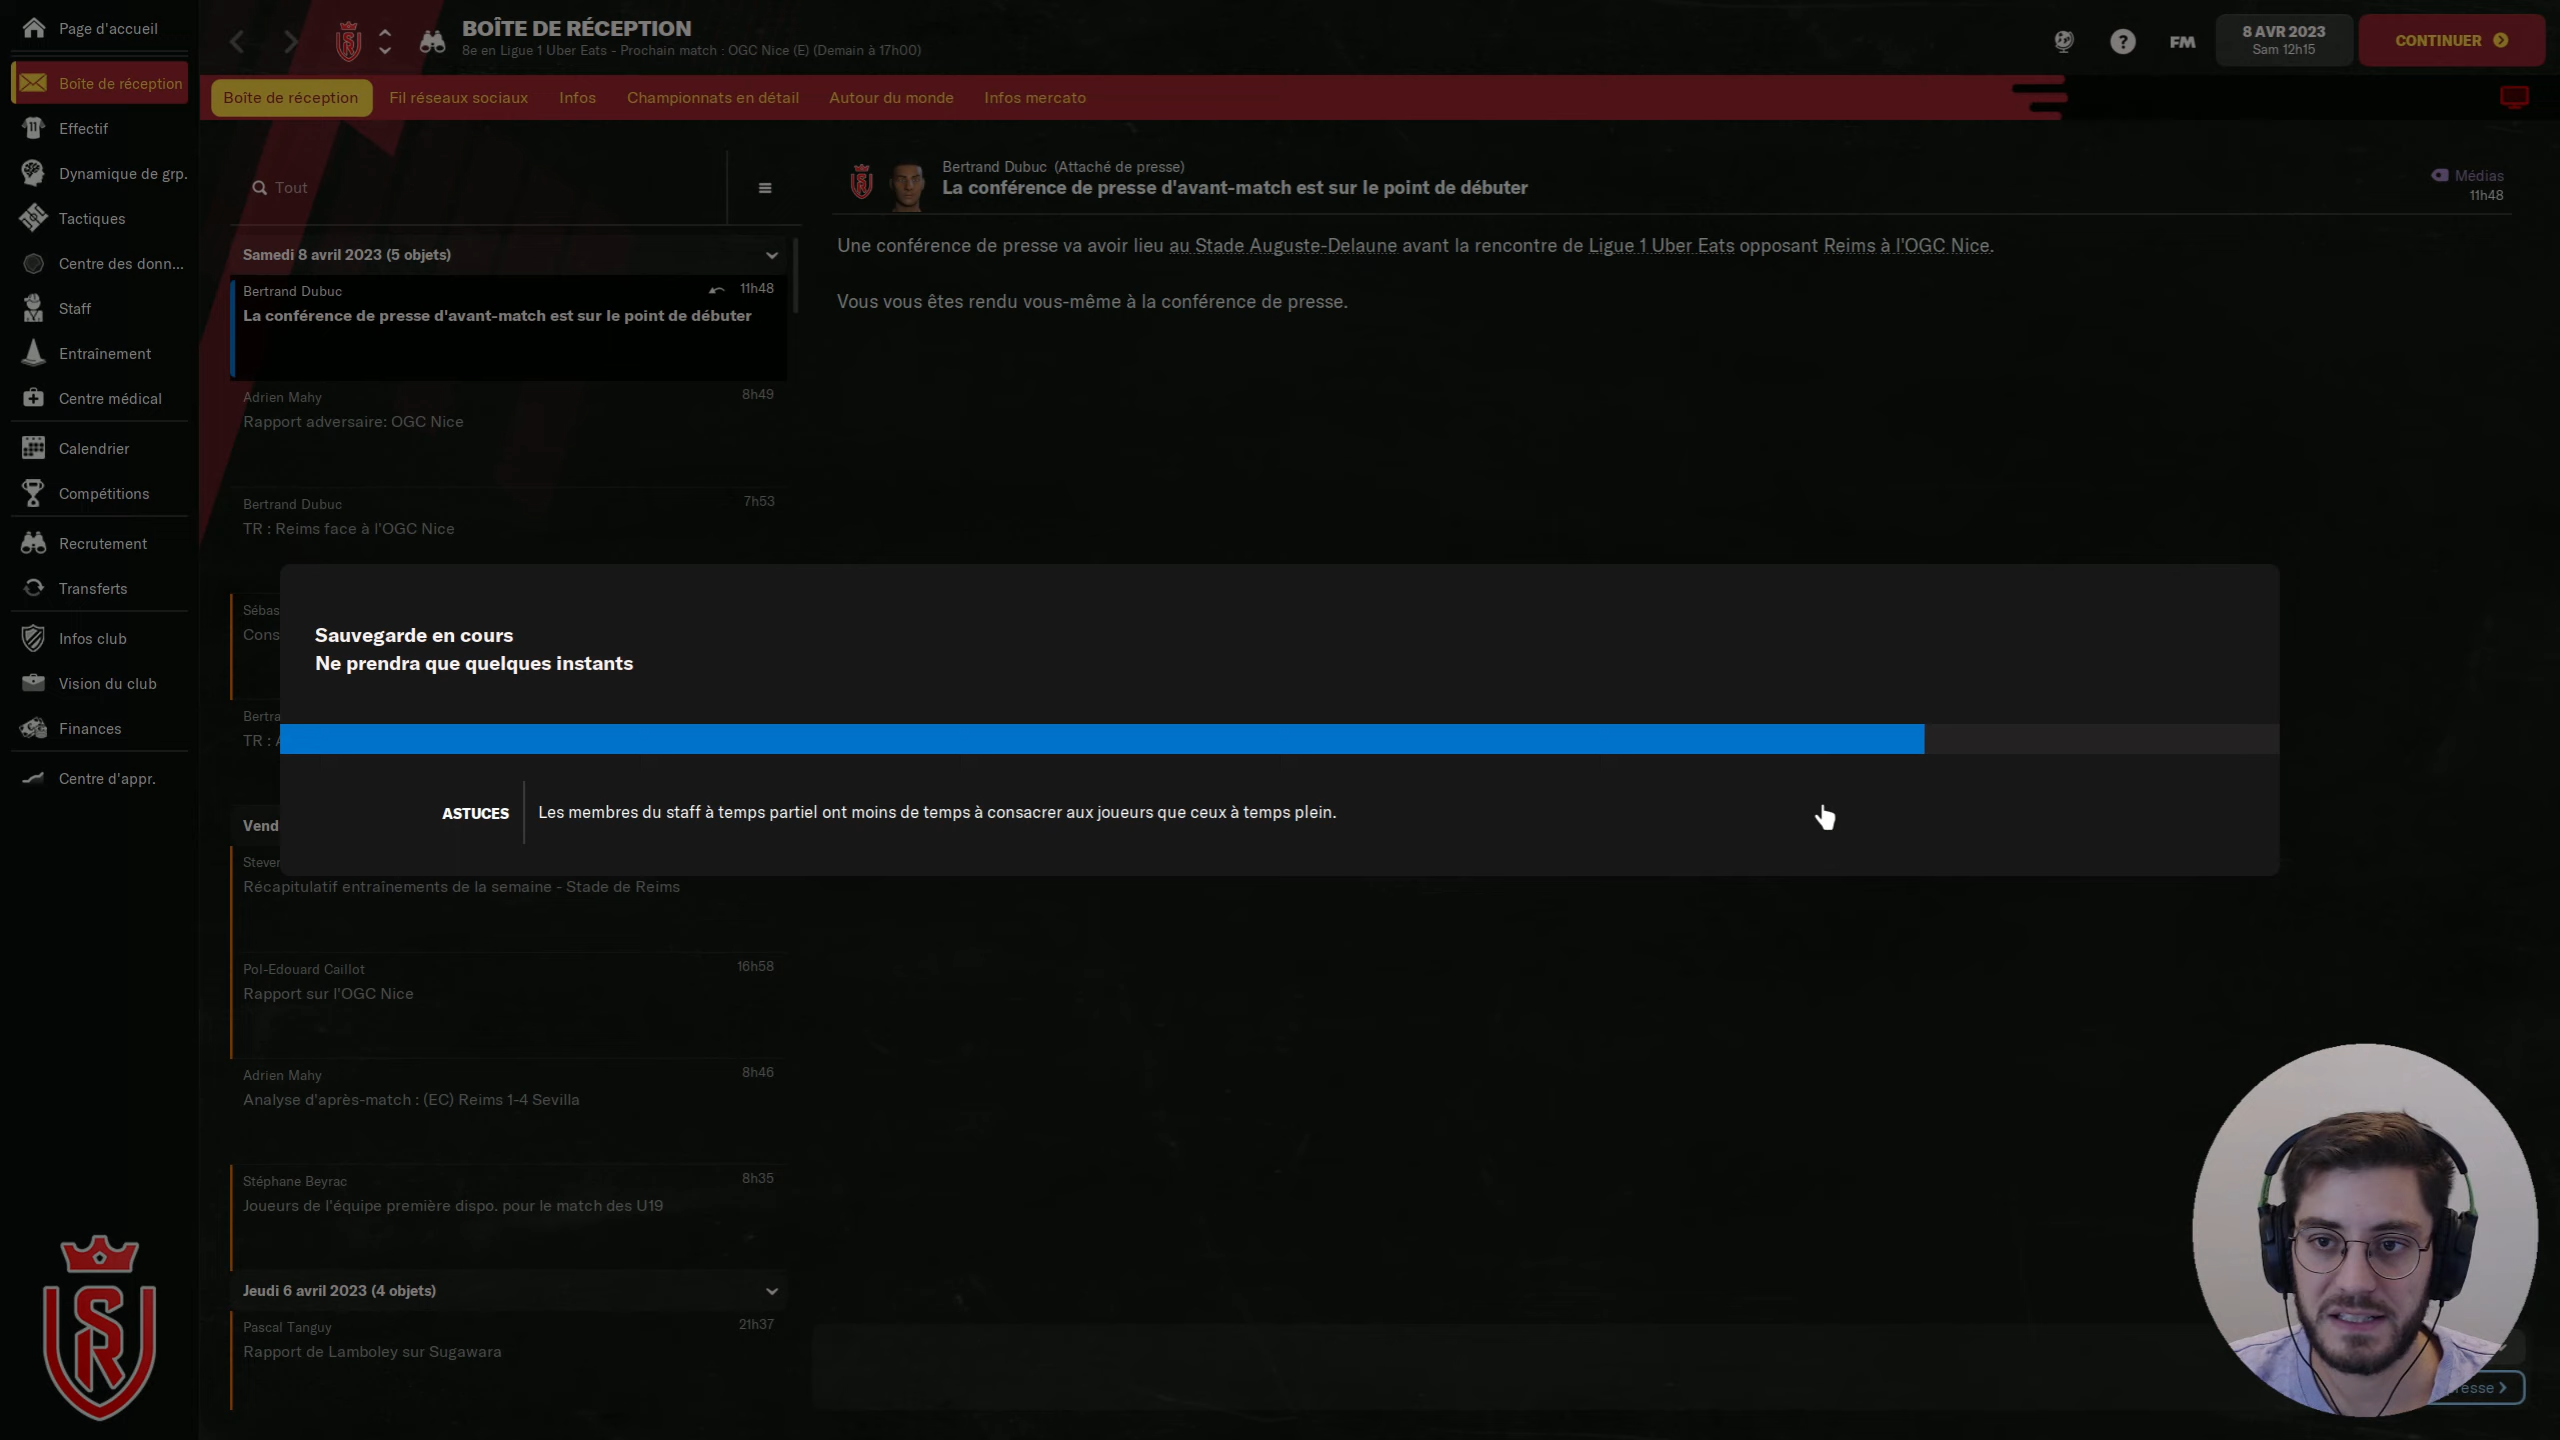 Page d'accueil
Boîte de réception
Effectif
Dynamique de grp.
Tactiques
Centre des donn...
Staff
Entraînement
Centre médical
Calendrier
Compétitions
Recrutement
Transferts
Infos club
Vision du club
Finances
Centre d'appr.
BOÎTE DE RÉCEPTION
8e en Ligue 1 Uber Eats - Prochain match : OGC Nice (E) (Demain à 17h00)
?
FM
8 AVR 2023
Sam 12h15
CONTINUER
Boîte de réception
Fil réseaux sociaux
Infos
Championnats en détail
Autour du monde
Infos mercato
Tout
Samedi 8 avril 2023 (5 objets)
Bertrand Dubuc
11h48
La conférence de presse d'avant-match est sur le point de débuter
Adrien Mahy
8h49
Rapport adversaire: OGC Nice
Bertrand Dubuc
7h53
TR : Reims face à l'OGC Nice
Sébas
Cons
Bertra
TR :
Vend
Steven
Récapitulatif entraînements de la semaine - Stade de Reims
Pol-Edouard Caillot
16h58
Rapport sur l'OGC Nice
Adrien Mahy
8h46
Analyse d'après-match : (EC) Reims 1-4 Sevilla
Stéphane Beyrac
8h35
Joueurs de l'équipe première dispo. pour le match des U19
Jeudi 6 avril 2023 (4 objets)
Pascal Tanguy
21h37
Rapport de Lamboley sur Sugawara
Bertrand Dubuc (Attaché de presse)
La conférence de presse d'avant-match est sur le point de débuter
Médias
11h48
Une conférence de presse va avoir lieu au Stade Auguste-Delaune avant la rencontre de Ligue 1 Uber Eats opposant Reims à l'OGC Nice.
Vous vous êtes rendu vous-même à la conférence de presse.
Sauvegarde en cours
Ne prendra que quelques instants
ASTUCES
Les membres du staff à temps partiel ont moins de temps à consacrer aux joueurs que ceux à temps plein.